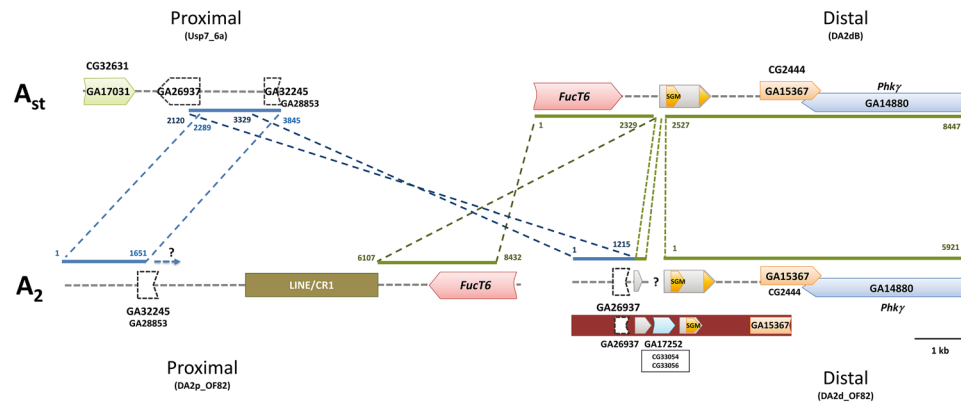 Proximal
(Usp7_6a)
Distal
(DA2dB)
CG32631
CG2444
A_st
GA17031
GA26937
GA32245
GA28853
FucT6
SGM
GA15367
Phkγ
GA14880
2120
2289
3329
3845
1
2329
2527
8447
1
1651
?
6107
8432
1
1215
1
5921
A_2
GA32245
GA28853
LINE/CR1
FucT6
GA26937
?
SGM
GA15367
CG2444
GA14880
Phkγ
GA26937
GA17252
SGM
GA15367
CG33054
CG33056
1 kb
Proximal
(DA2p_OF82)
Distal
(DA2d_OF82)